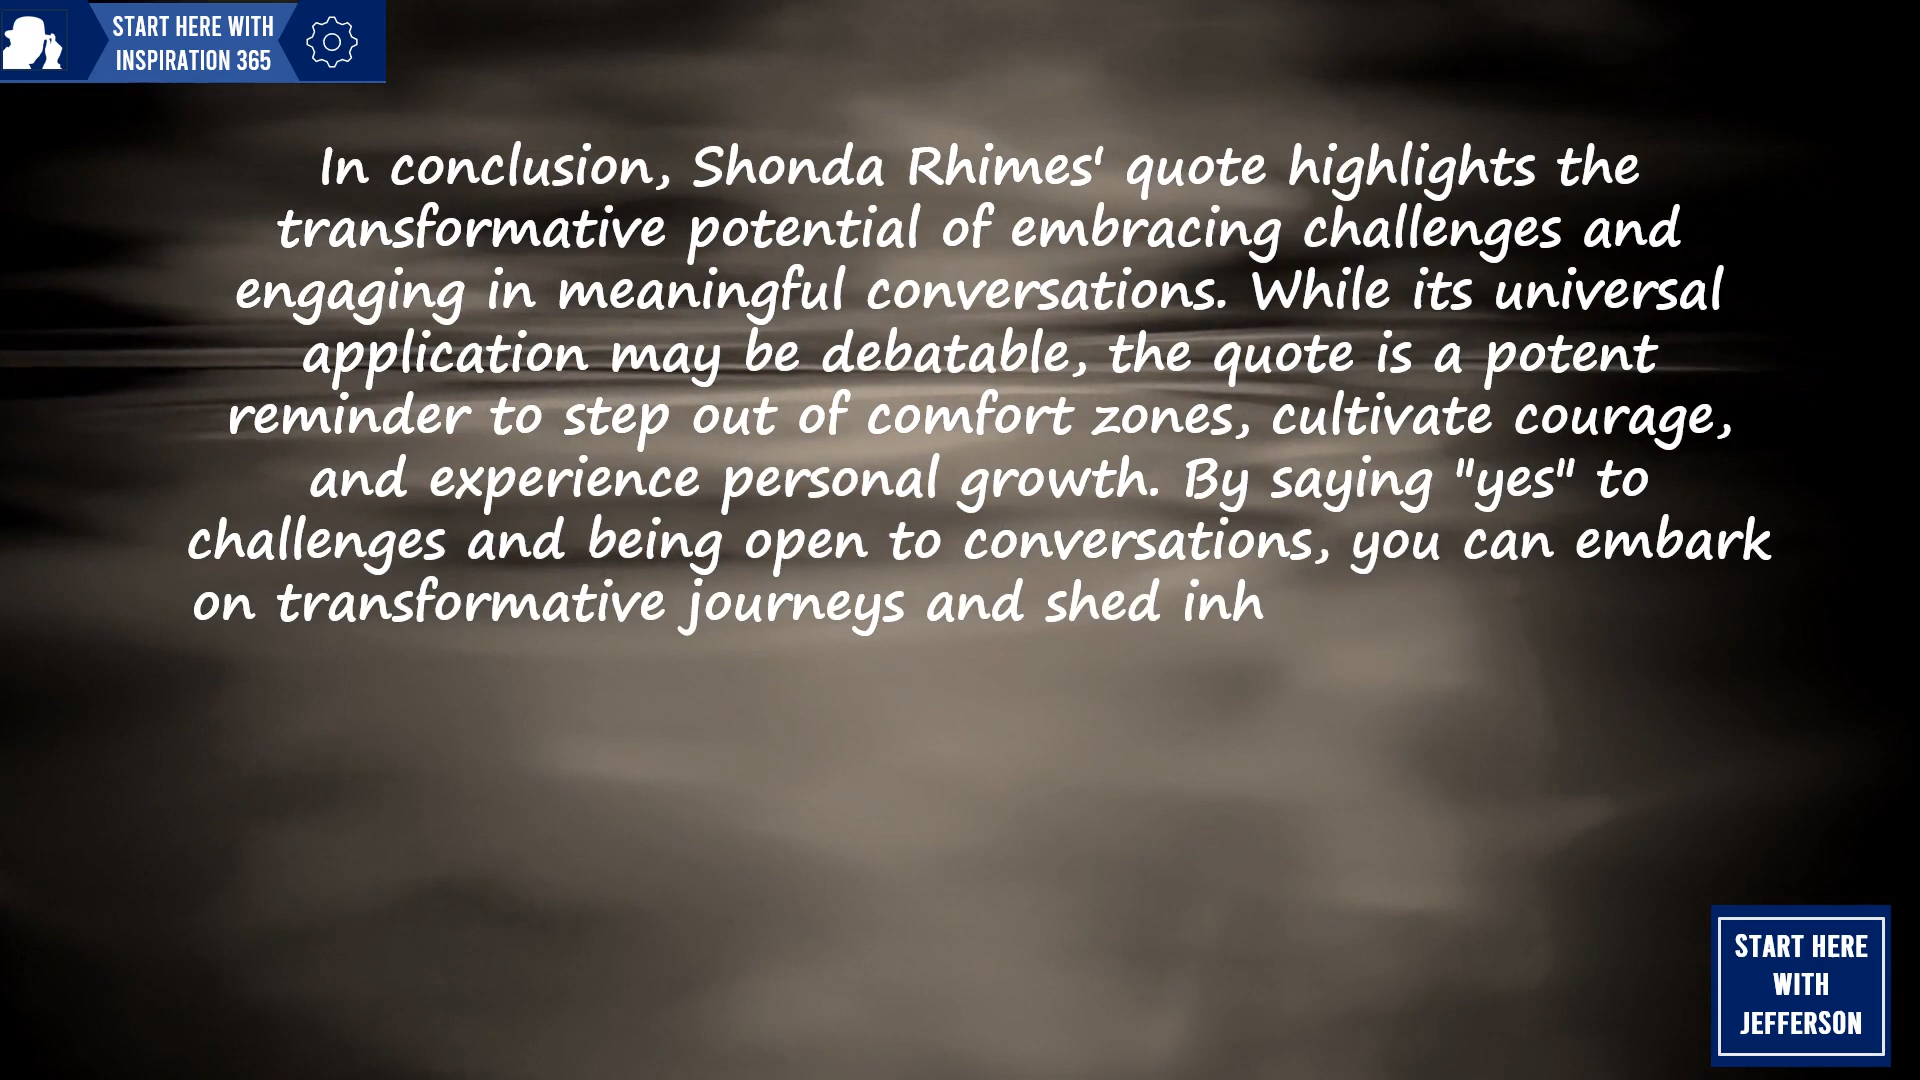 START HERE WITH
INSPIRATION 365
In conclusion, Shonda Rhimes' quote highlights the
transformative potential of embracing challenges and
engaging in meaningful conversations. While its universal
application may be debatable, the quote is a potent
reminder to step out of comfort zones, cultivate courage,
and experience personal growth. By saying "yes" to
challenges and being open to conversations, you can embark
on transformative journeys and shed inh
START HERE
WITH
JEFFERSON